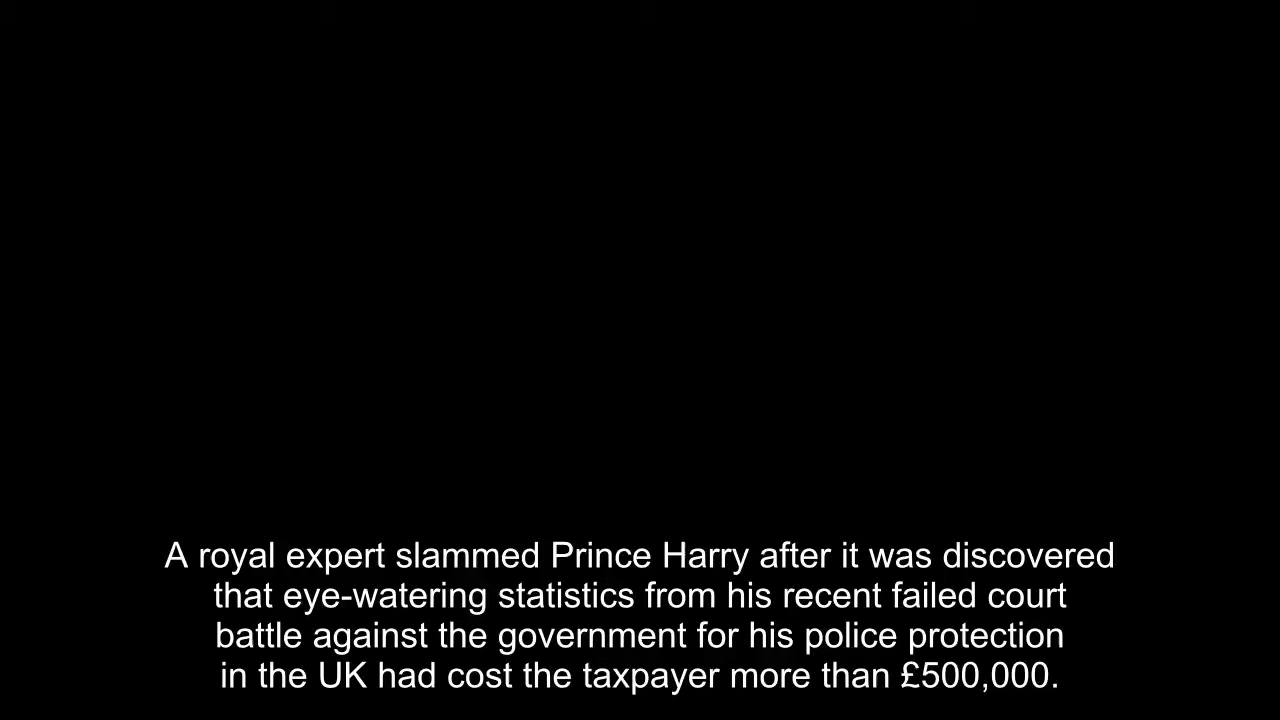 A royal expert slammed Prince Harry after it was discovered
that eye-watering statistics from his recent failed court
battle against the government for his police protection
in the UK had cost the taxpayer more than £500,000.